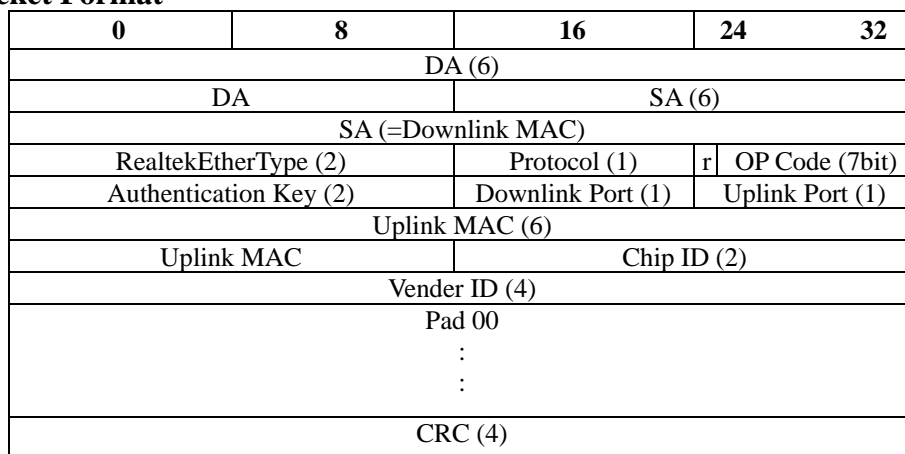 0 8 16 24 32
DA (6)
DA SA (6)
SA (=Downlink MAC)
RealtekEtherType (2) Protocol (1) r OP Code (7bit)
Authentication Key (2) Downlink Port (1) Uplink Port (1)
Uplink MAC (6)
Uplink MAC Chip ID (2)
Vender ID (4)
Pad 00
:
:
CRC (4)